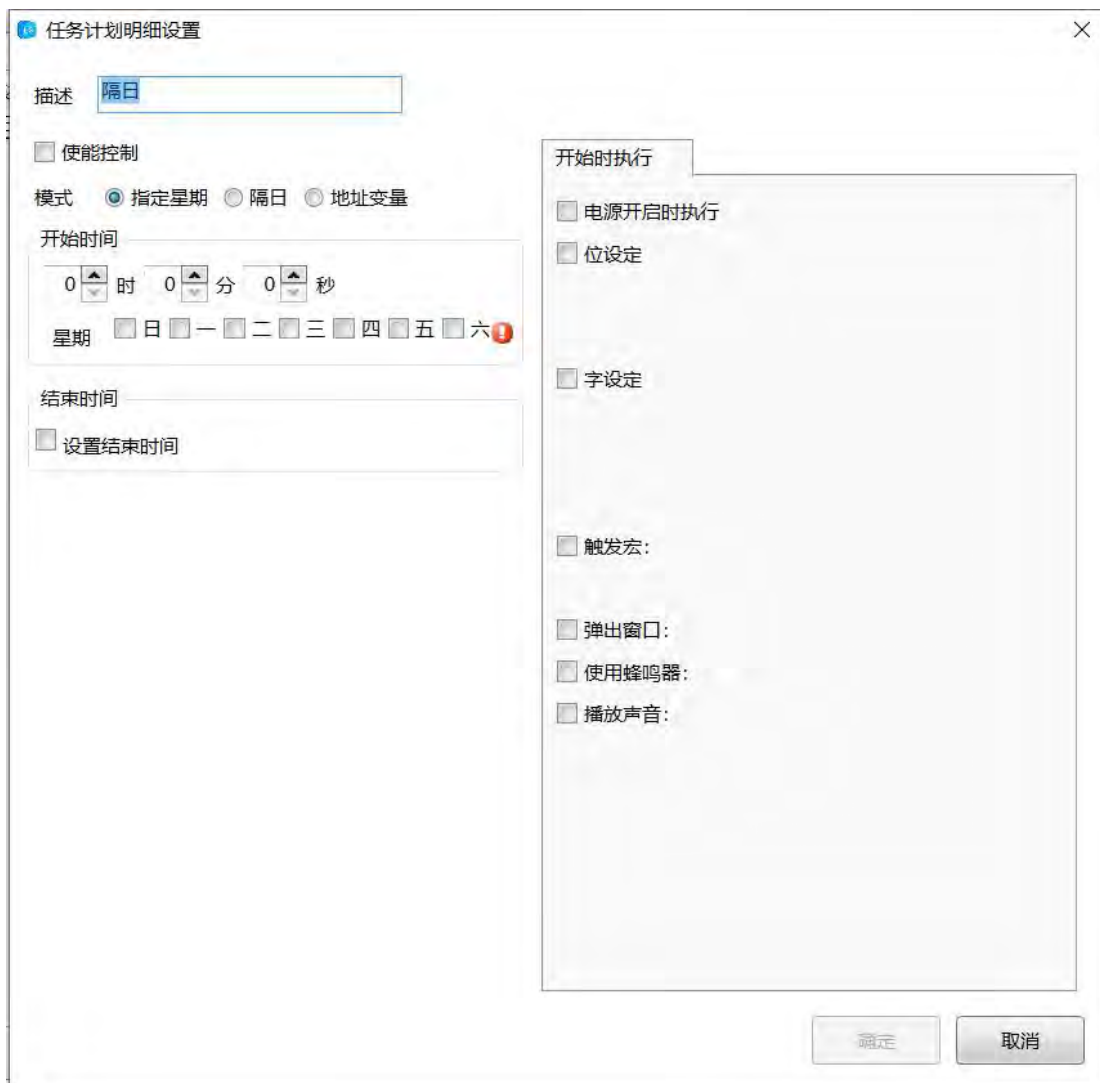 任务计划明细设置
描述 隔日
使能控制
模式 指定星期 隔日 地址变量
开始时间
0 时 0 分 0 秒
星期 日 一 二 三 四 五 六
结束时间
设置结束时间
开始时执行
电源开启时执行
位设定
字设定
触发宏：
弹出窗口：
使用蜂鸣器：
播放声音：
确定 取消